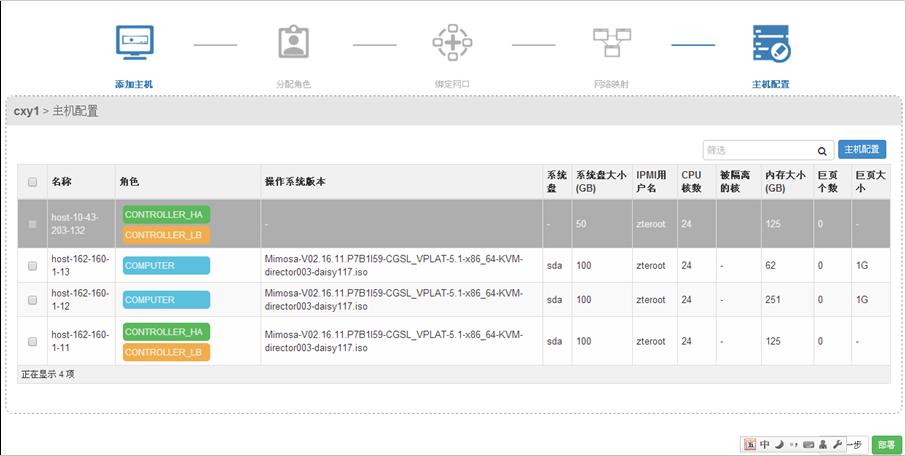 添加主机
分配角色
绑定网口
网络映射
主机配置
cxy1 > 主机配置
筛选
主机配置
名称
角色
操作系统版本
系统
盘
系统盘大小
(GB)
IPMI用
户名
CPU
核数
被隔离
的核
内存大小
(GB)
巨页
个数
巨页大
小
host-10-43-
203-132
CONTROLLER_HA
CONTROLLER_LB
-
-
50
zteroot
24
125
0
-
host-162-160-
1-13
COMPUTER
Mimosa-V02.16.11.P7B1I59-CGSL_VPLAT-5.1-x86_64-KVM-
director003-daisy117.iso
sda
100
zteroot
24
-
62
0
1G
host-162-160-
1-12
COMPUTER
Mimosa-V02.16.11.P7B1I59-CGSL_VPLAT-5.1-x86_64-KVM-
director003-daisy117.iso
sda
100
zteroot
24
-
251
0
1G
host-162-160-
1-11
CONTROLLER_HA
CONTROLLER_LB
Mimosa-V02.16.11.P7B1I59-CGSL_VPLAT-5.1-x86_64-KVM-
director003-daisy117.iso
sda
100
zteroot
24
-
125
0
-
正在显示 4 项
中
一步
部署